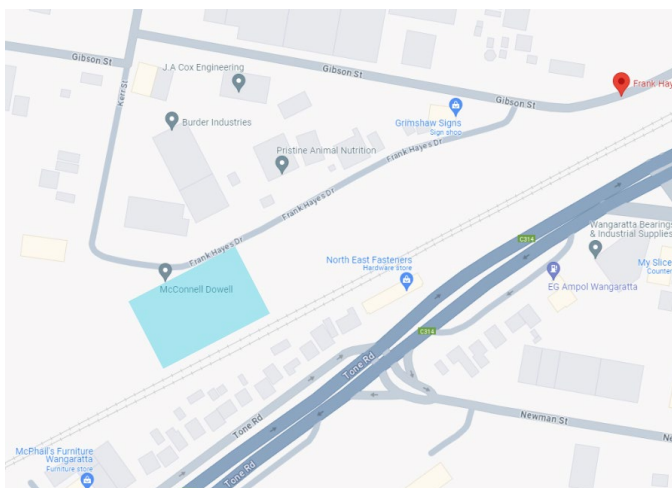 Gibson St
Gibson St
Kerr St
J.A Cox Engineering
Gibson St
Frank Hay
Grimshaw Signs
Sign shop
Burder Industries
Pristine Animal Nutrition
Frank Hayes Dr
Frank Hayes Dr
Frank Hayes Dr
McConnell Dowell
North East Fasteners
Hardware store
C314
Wangaratta Bearings
& Industrial Supplies
My Slice
Counter
EG Ampol Wangaratta
C314
Tone Rd
Tone Rd
Newman St
Ne
McPhail's Furniture
Wangaratta
Furniture store
Tone Rd